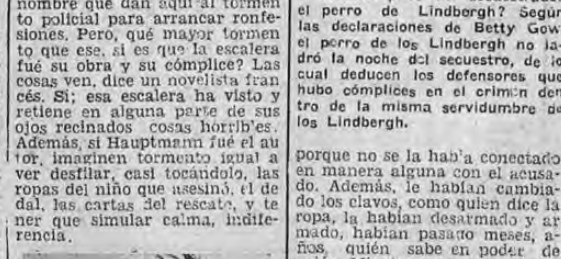 nombre que dan aquí al tormen
to policial para arrancar ronfe-
siones. Pero, qué mayor tormen
to que ese, si es que la escalera
fué su obra y su cómplice? Las
cosas ven, dice un novelista fran
cés. Si; esa escalera ha visto y
retiene en alguna parte de sus
ojos recinados cosas horrib'es.
Además, si Hauptmann fué el au
tor, imaginen tormento igual a
ver desfilar, casi tocándolo, las
ropas del niño que asesinó, el de
dal, las cartas del rescate, y te
ner que simular calma, indife-
rencia.
el perro de Lindbergh? Según
las declaraciones de Betty Gow
el perro de los Lindbergh no la-
dró la noche del secuestro, de lo
cual deducen los defensores que
hubo cómplices en el crimen den
tro de la misma servidumbre de
los Lindbergh.
porque no se la hab'a conectado
en manera alguna con el acusa-
do. Además, le habían cambia-
do los clavos, como quien dice la
ropa, la habían desarmado y ar
mado, habían pasado meses, a-
ños, quién sabe en poder de